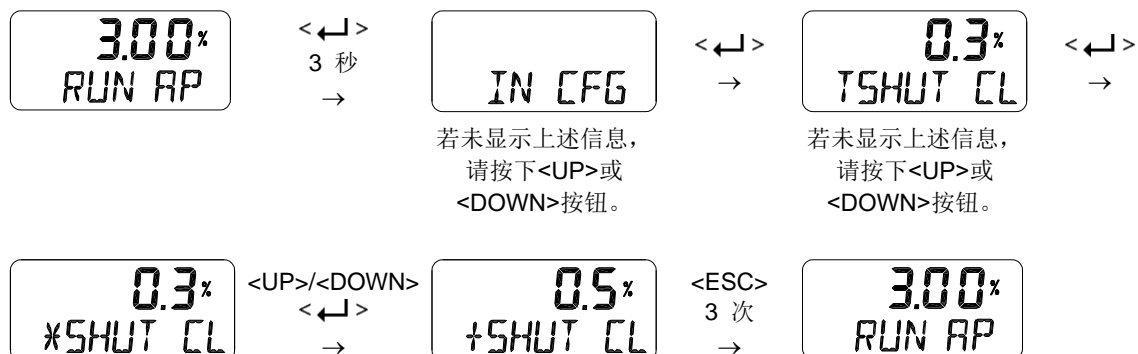 3.00%
RUN AP
<↵>
3 秒
→
IN CFG
若未显示上述信息，
请按下<UP>或
<DOWN>按钮。
<↵>
→
0.3%
TSHUT CL
若未显示上述信息，
请按下<UP>或
<DOWN>按钮。
<↵>
→
0.3%
*SHUT CL
<UP>/<DOWN>
<↵>
→
0.5%
+SHUT CL
<ESC>
3 次
→
3.00%
RUN AP